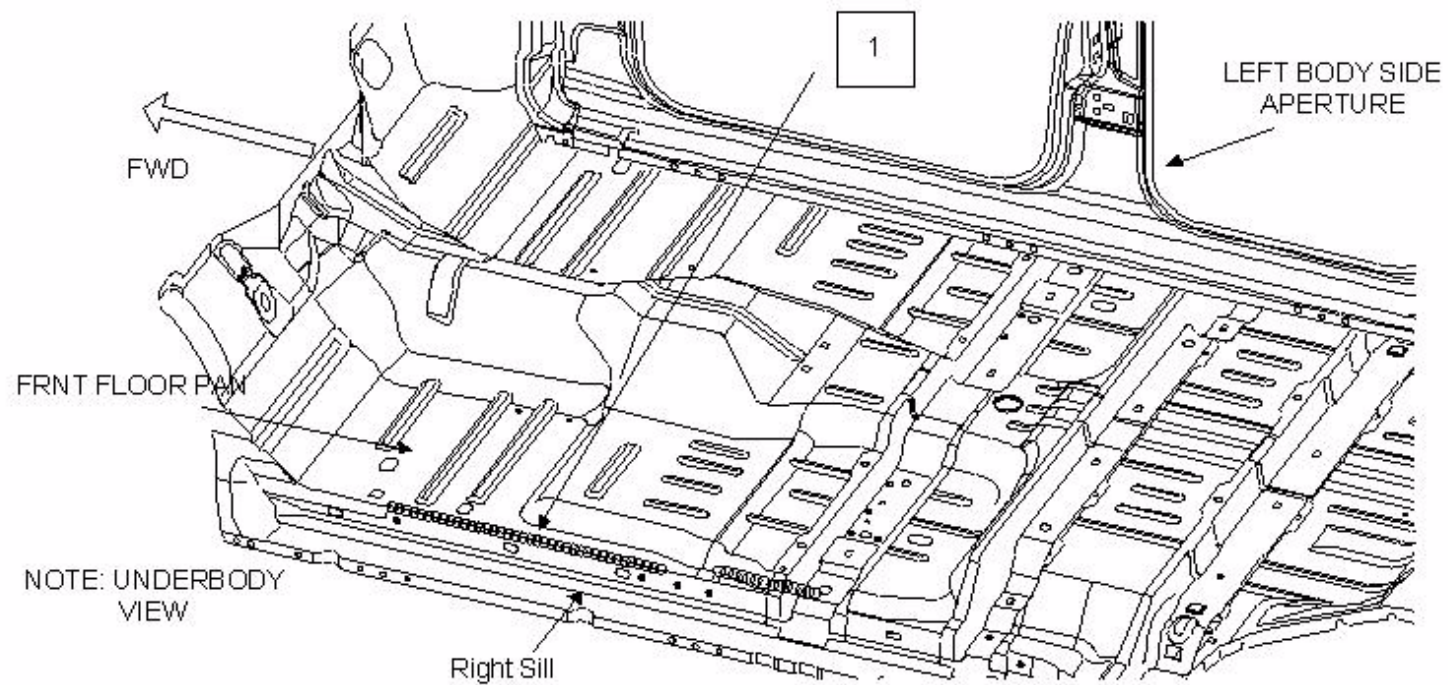 1
LEFT BODY SIDE
APERTURE
FWD
FRNT FLOOR PAN
NOTE: UNDERBODY
VIEW
Right Sill